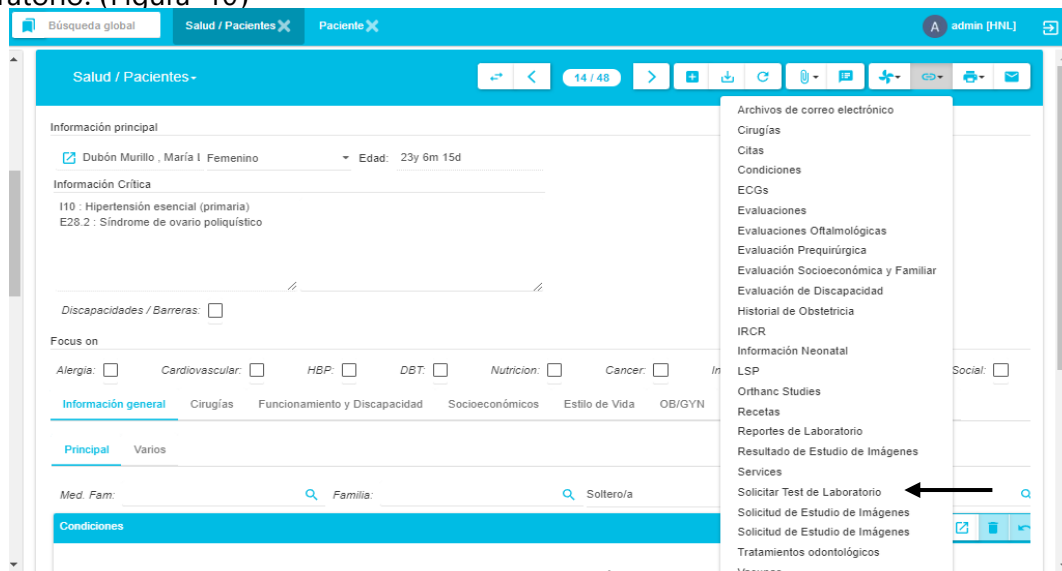 ratorio. (Figura 10)
Búsqueda global
Salud / Pacientes
Paciente
A admin [HNL]
Salud / Pacientes
14 / 48
Información principal
Dubón Murillo , María Femenino Edad: 23y 6m 15d
Información Crítica
I10 : Hipertensión esencial (primaria)
E28.2 : Síndrome de ovario poliquístico
Discapacidades / Barreras:
Focus on
Alergia: Cardiovascular: HBP: DBT: Nutricion: Cancer: In Social:
Información general Cirugías Funcionamiento y Discapacidad Socioeconómicos Estilo de Vida OB/GYN
Principal Varios
Med. Fam: Familia: Soltero/a
Condiciones
Archivos de correo electrónico
Cirugías
Citas
Condiciones
ECGs
Evaluaciones
Evaluaciones Oftalmológicas
Evaluación Prequirúrgica
Evaluación Socioeconómica y Familiar
Evaluación de Discapacidad
Historial de Obstetricia
IRCR
Información Neonatal
LSP
Orthanc Studies
Recetas
Reportes de Laboratorio
Resultado de Estudio de Imágenes
Services
Solicitar Test de Laboratorio
Solicitud de Estudio de Imágenes
Solicitud de Estudio de Imágenes
Tratamientos odontológicos